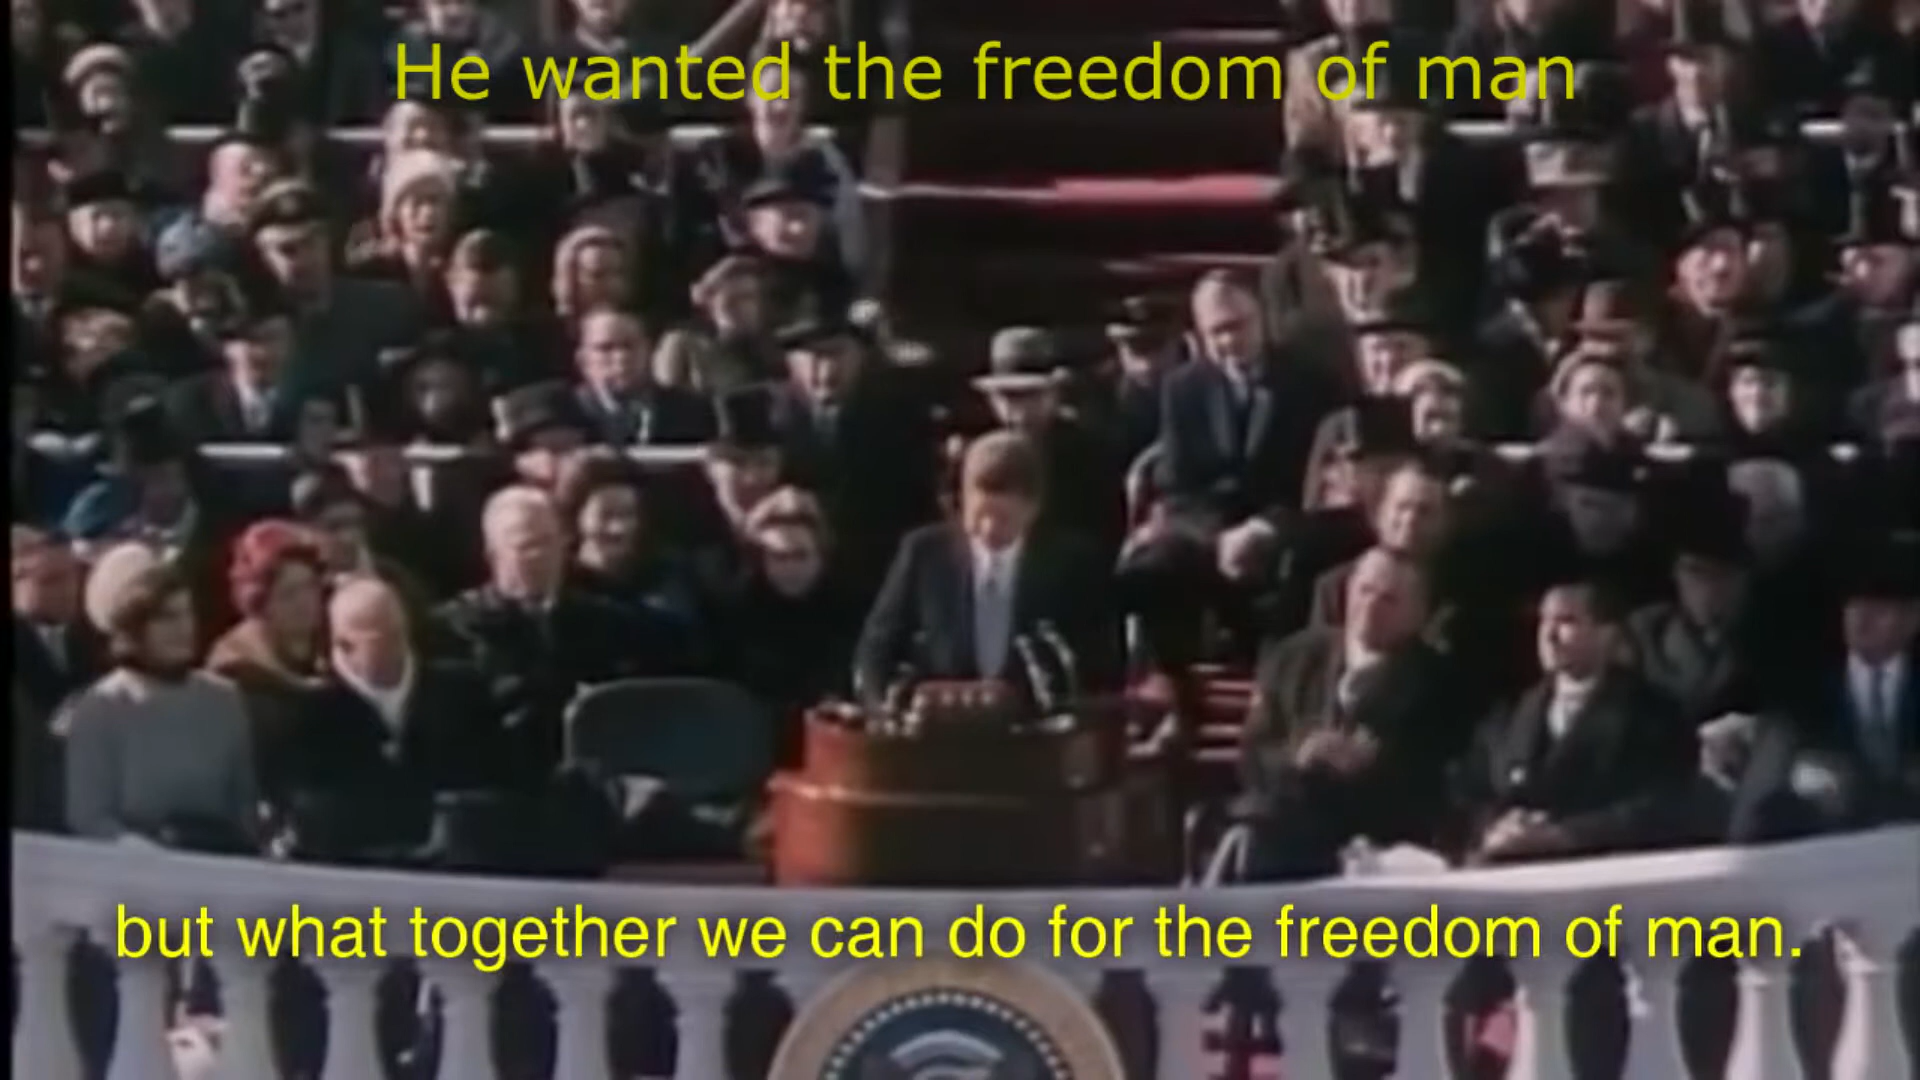 He wanted the freedom of man
but what together we can do for the freedom of man.